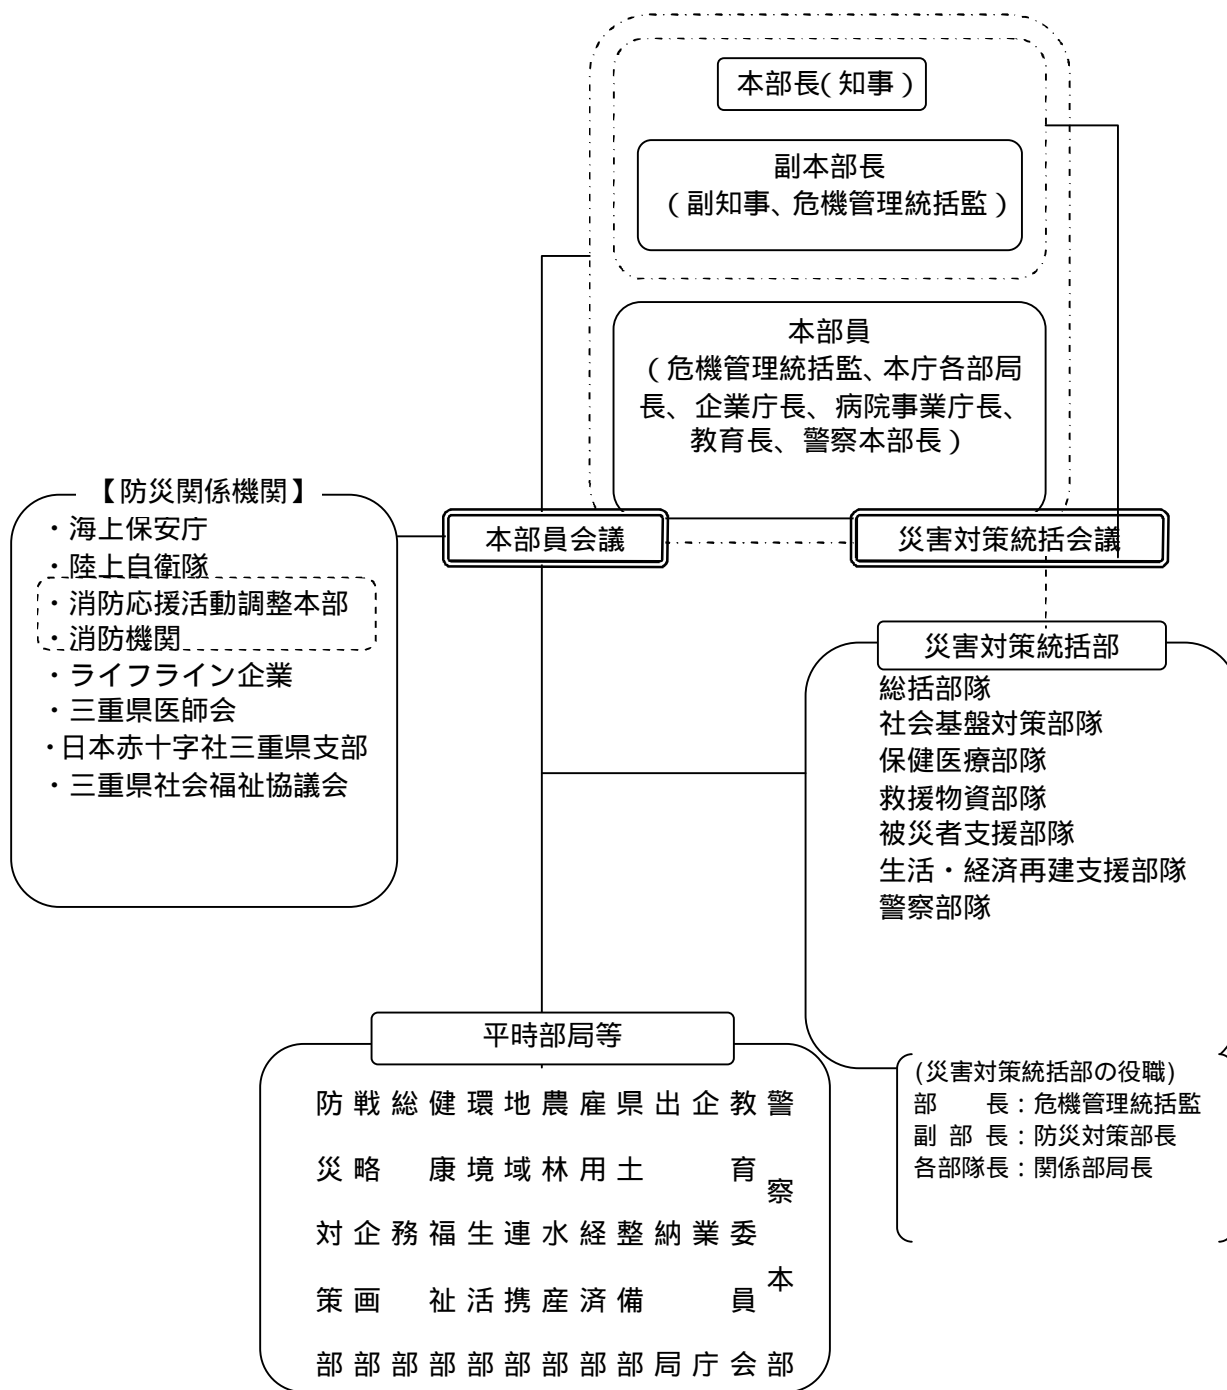 本部長(知事)
副本部長
(副知事、危機管理統括監)
本部員
(危機管理統括監、本庁各部局
長、企業庁長、病院事業庁長、
教育長、警察本部長)
【防災関係機関】
・海上保安庁
・陸上自衛隊
・消防応援活動調整本部
・消防機関
・ライフライン企業
・三重県医師会
・日本赤十字社三重県支部
・三重県社会福祉協議会
本部員会議
災害対策統括会議
災害対策統括部
総括部隊
社会基盤対策部隊
保健医療部隊
救援物資部隊
被災者支援部隊
生活・経済再建支援部隊
警察部隊
(災害対策統括部の役職)
部 長:危機管理統括監
副 部 長:防災対策部長
各部隊長:関係部局長
平時部局等
防災対策部
戦略企画部
総務部
健康福祉部
環境生活部
地域連携部
農林水産部
雇用経済部
県土整備部
出納局
企業庁
教育委員会
警察本部